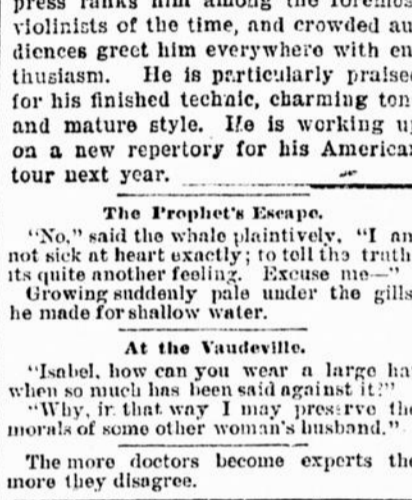 press ranks him among the foremos
violinists of the time, and crowded au
diences greet him everywhere with en
thusiasm. He is particularly praise
for his finished technic, charming ton
and mature style. He is working u
on a new repertory for his America
tour next year.
The Prophet's Escape.
"No," said the whale plaintively, "I am
not sick at heart exactly; to tell the truth
its quite another feeling. Excuse me—"
Growing suddenly pale under the gills
he made for shallow water.
At the Vaudeville.
"Isabel, how can you wear a large ha
when so much has been said against it?"
"Why, in that way I may preserve the
morals of some other woman's husband."
The more doctors become experts the
more they disagree.